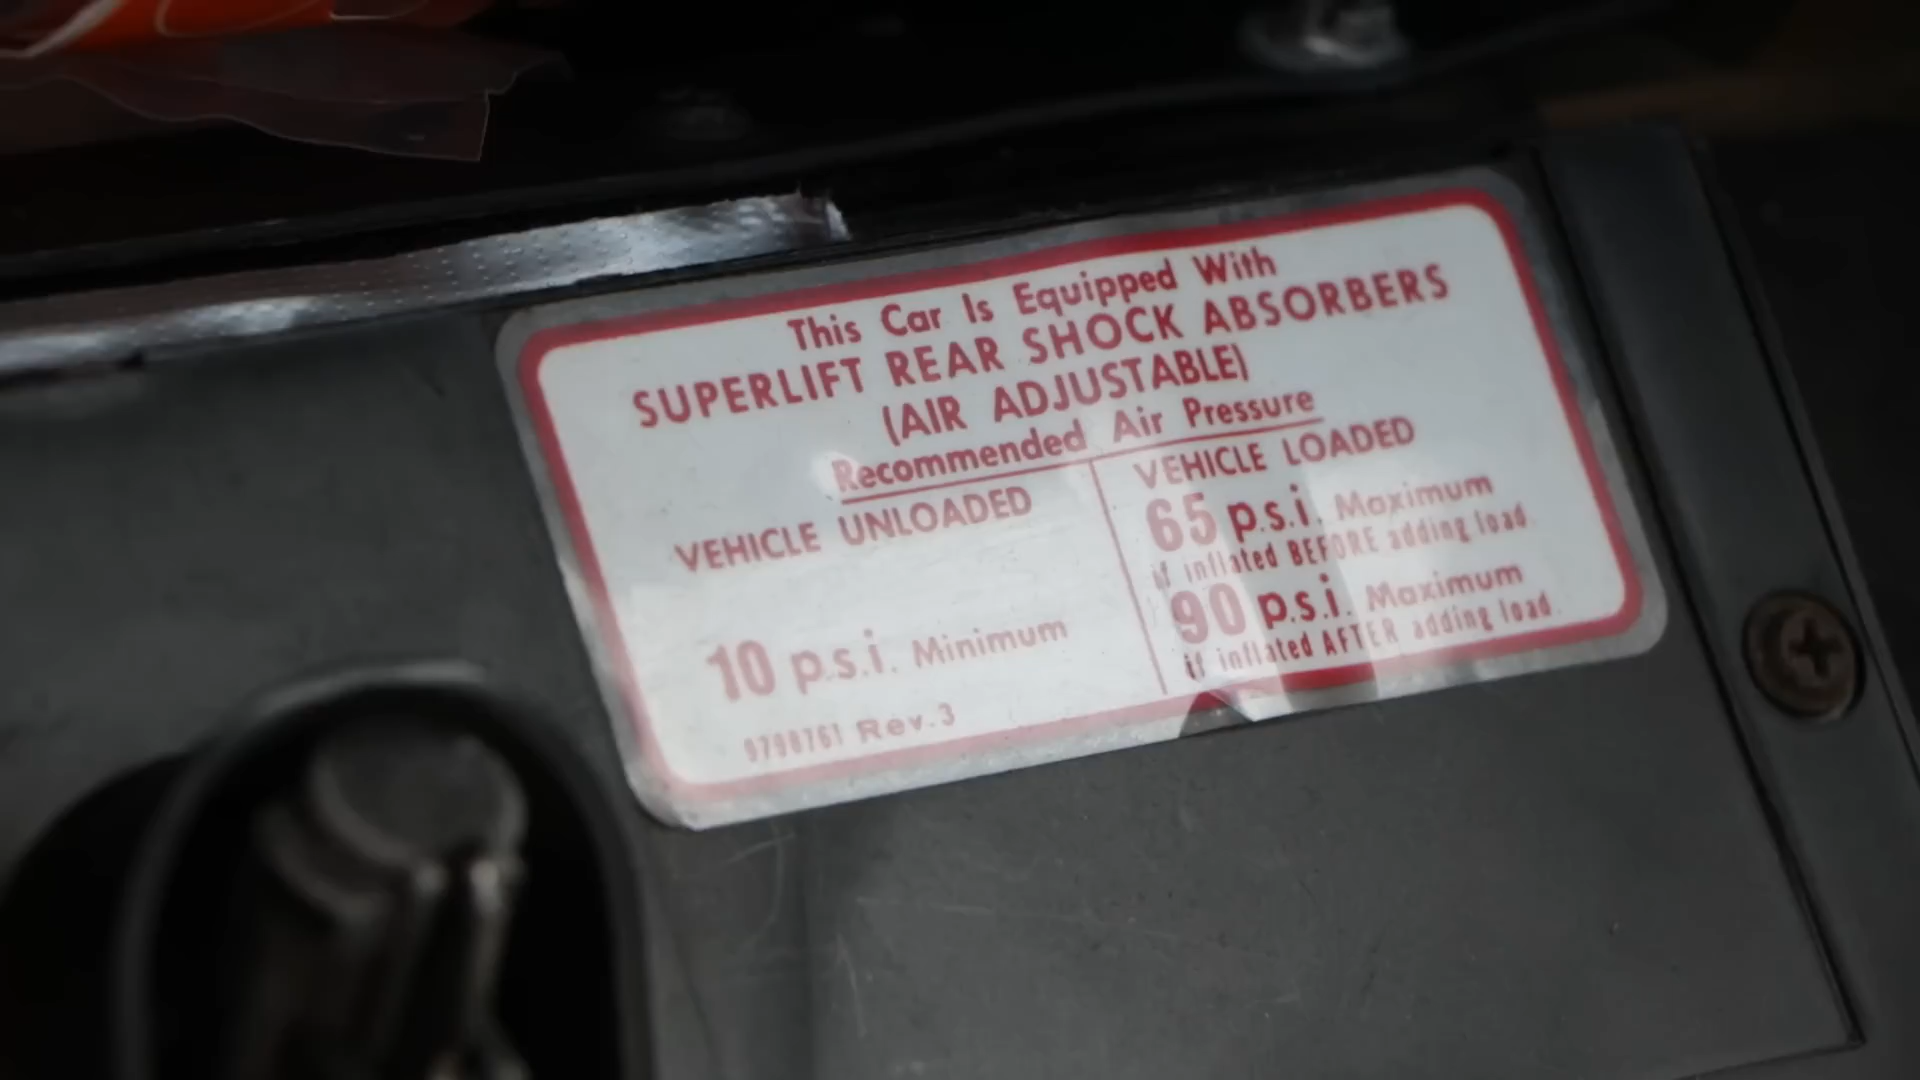 This Car Is Equipped With
SUPERLIFT REAR SHOCK ABSORBERS
(AIR ADJUSTABLE)
Recommended Air Pressure
VEHICLE UNLOADED
10 p.s.i. Minimum
VEHICLE LOADED
65 p.s.i. Maximum
if inflated BEFORE adding load.
90 p.s.i. Maximum
if inflated AFTER adding load.
9798761 Rev.3